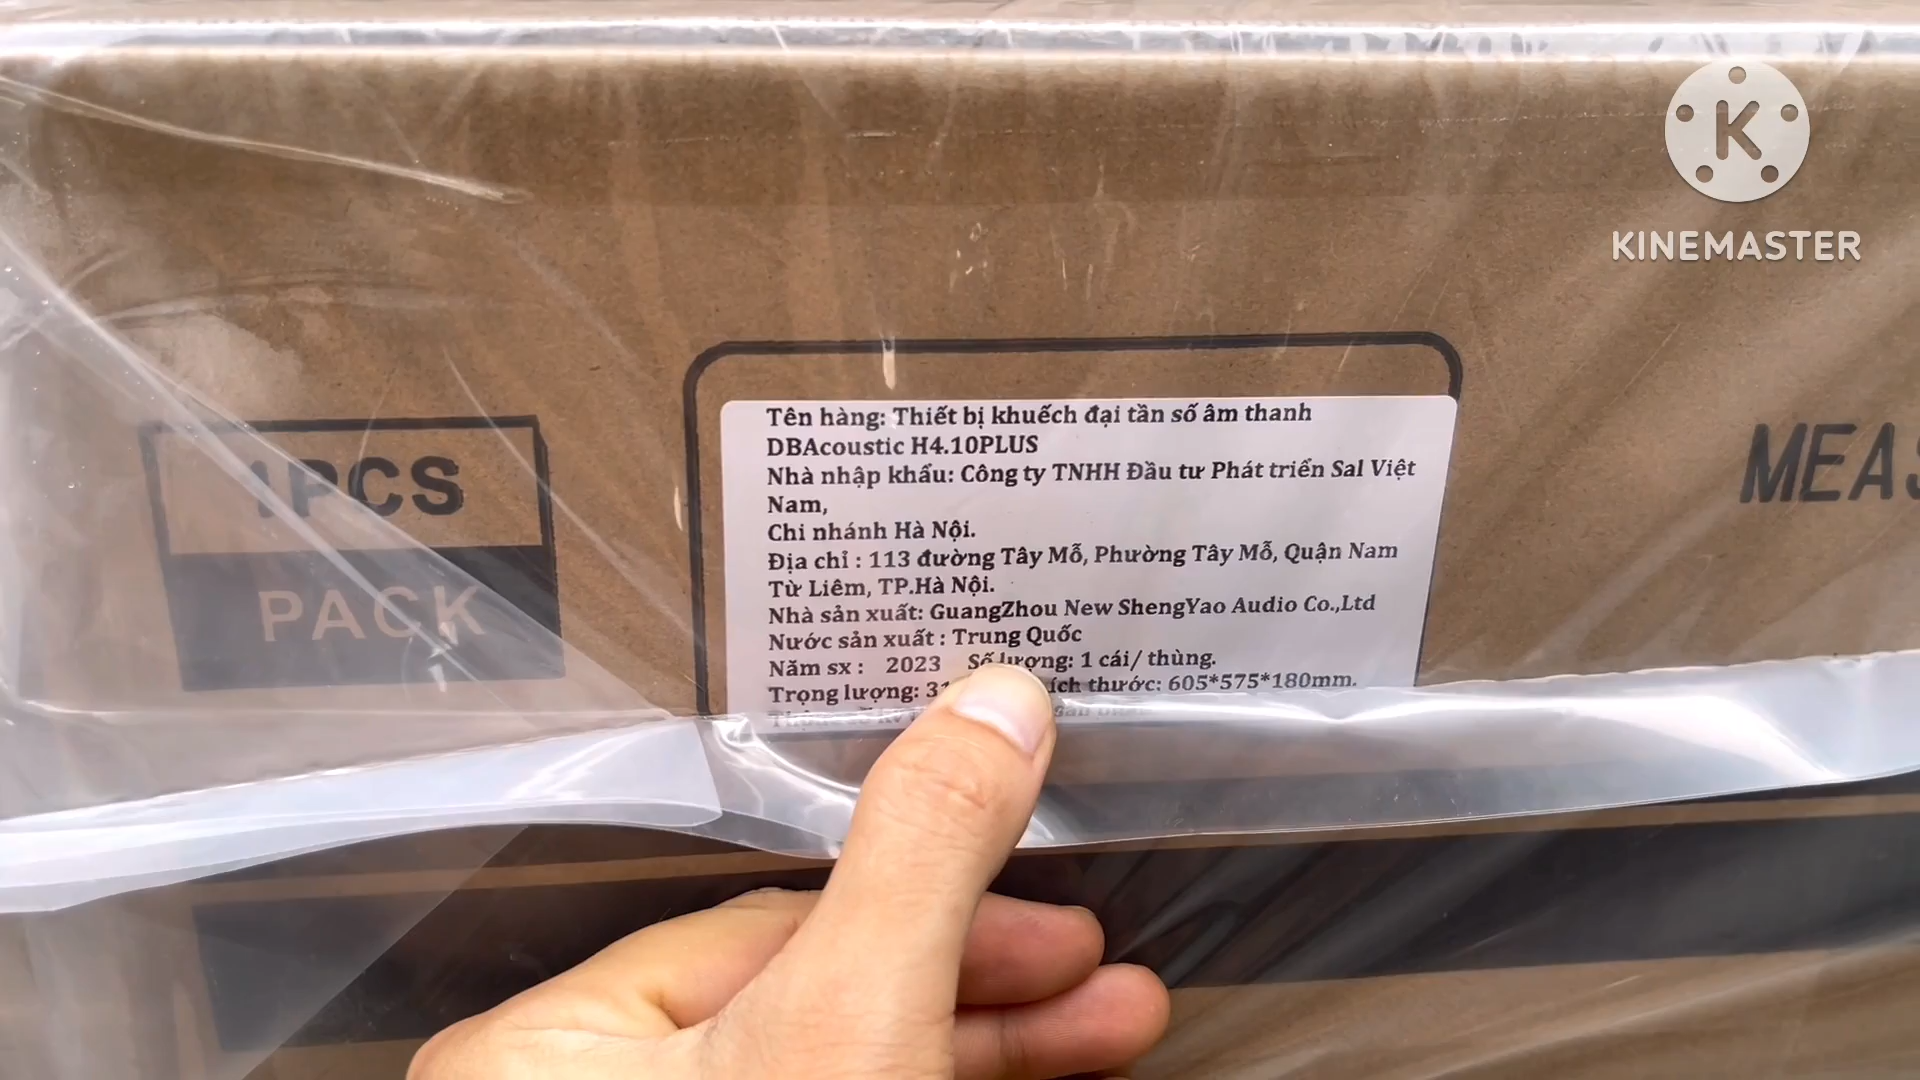 KINEMASTER
1PCS
PACK
MEAS
Tên hàng: Thiết bị khuếch đại tần số âm thanh
DBAcoustic H4.10PLUS
Nhà nhập khẩu: Công ty TNHH Đầu tư Phát triển Sal Việt
Nam,
Chi nhánh Hà Nội.
Địa chỉ : 113 đường Tây Mỗ, Phường Tây Mỗ, Quận Nam
Từ Liêm, TP.Hà Nội.
Nhà sản xuất: GuangZhou New ShengYao Audio Co.,Ltd
Nước sản xuất : Trung Quốc
Năm sx : 2023 Số lượng: 1 cái/ thùng.
Trọng lượng: thước: 605*575*180mm.